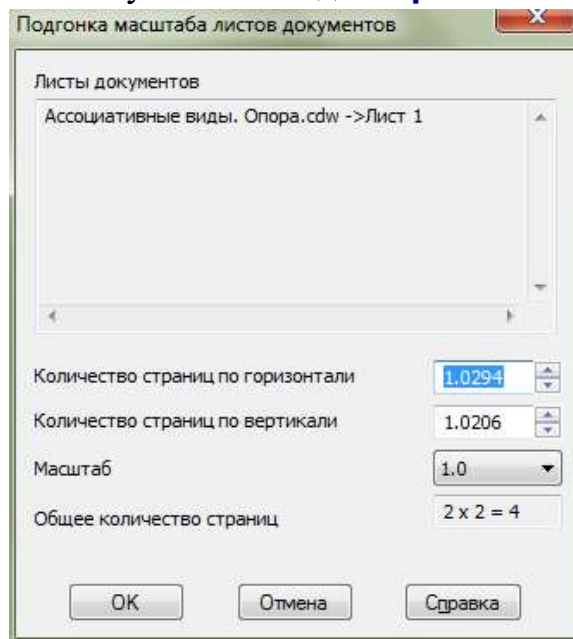 Подгонка масштаба листов документов
Листы документов
Ассоциативные виды. Опора.cdw ->Лист 1
Количество страниц по горизонтали 1.0294
Количество страниц по вертикали 1.0206
Масштаб 1.0
Общее количество страниц 2 x 2 = 4
OK Отмена Справка